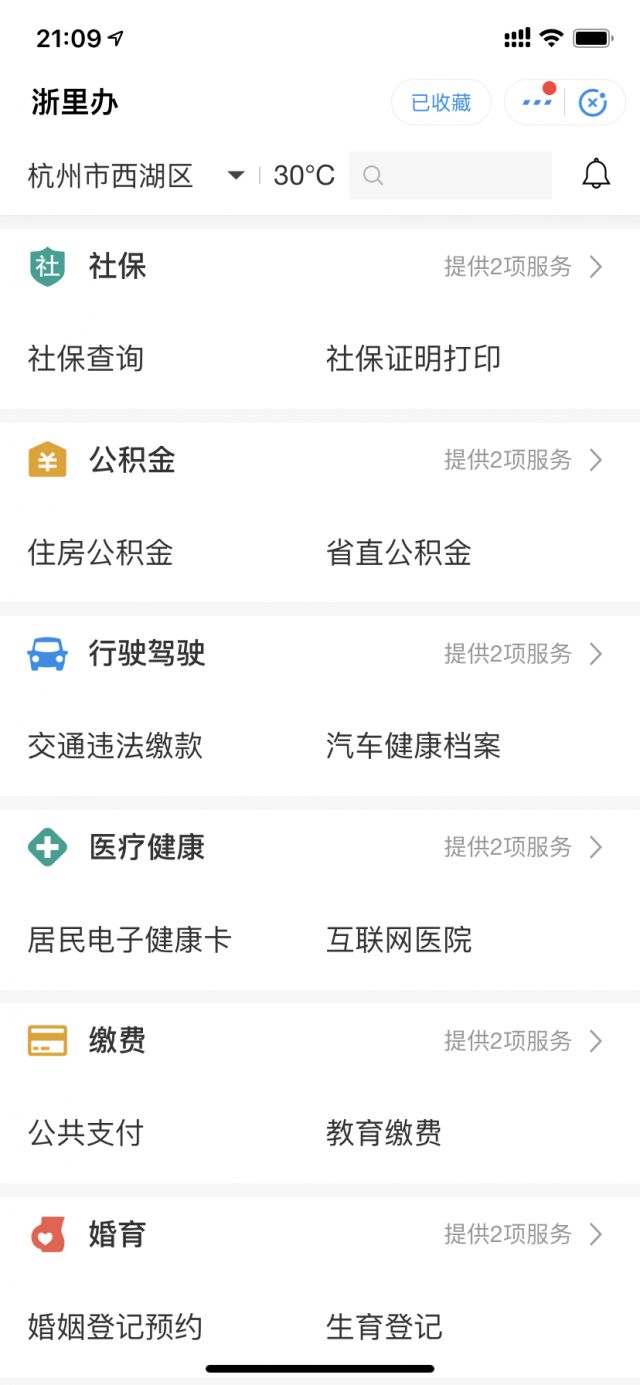 21:09
浙里办
已收藏
杭州市西湖区 30°C
社 社保 提供2项服务
社保查询 社保证明打印
公积金 提供2项服务
住房公积金 省直公积金
行驶驾驶 提供2项服务
交通违法缴款 汽车健康档案
医疗健康 提供2项服务
居民电子健康卡 互联网医院
缴费 提供2项服务
公共支付 教育缴费
婚育 提供2项服务
婚姻登记预约 生育登记